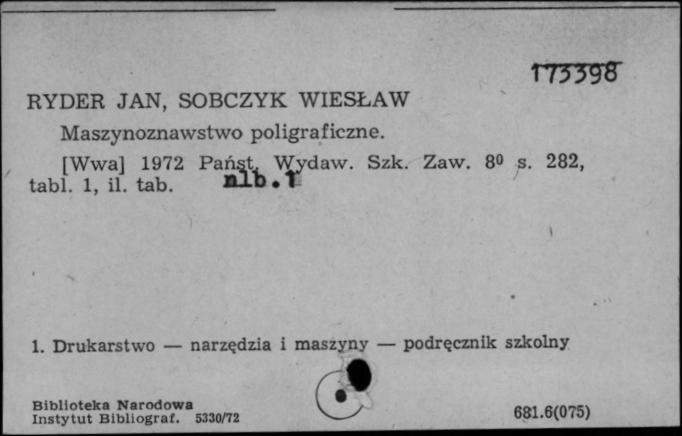 173398
RYDER JAN, SOBCZYK WIESŁAW
Maszynoznawstwo poligraficzne.
[Wwa] 1972 Państ. Wydaw. Szk. Zaw. 8⁰ s. 282,
tabl. 1, il. tab. nlb.1
1. Drukarstwo — narzędzia i maszyny — podręcznik szkolny
Biblioteka Narodowa
Instytut Bibliograf. 5330/72
681.6(075)